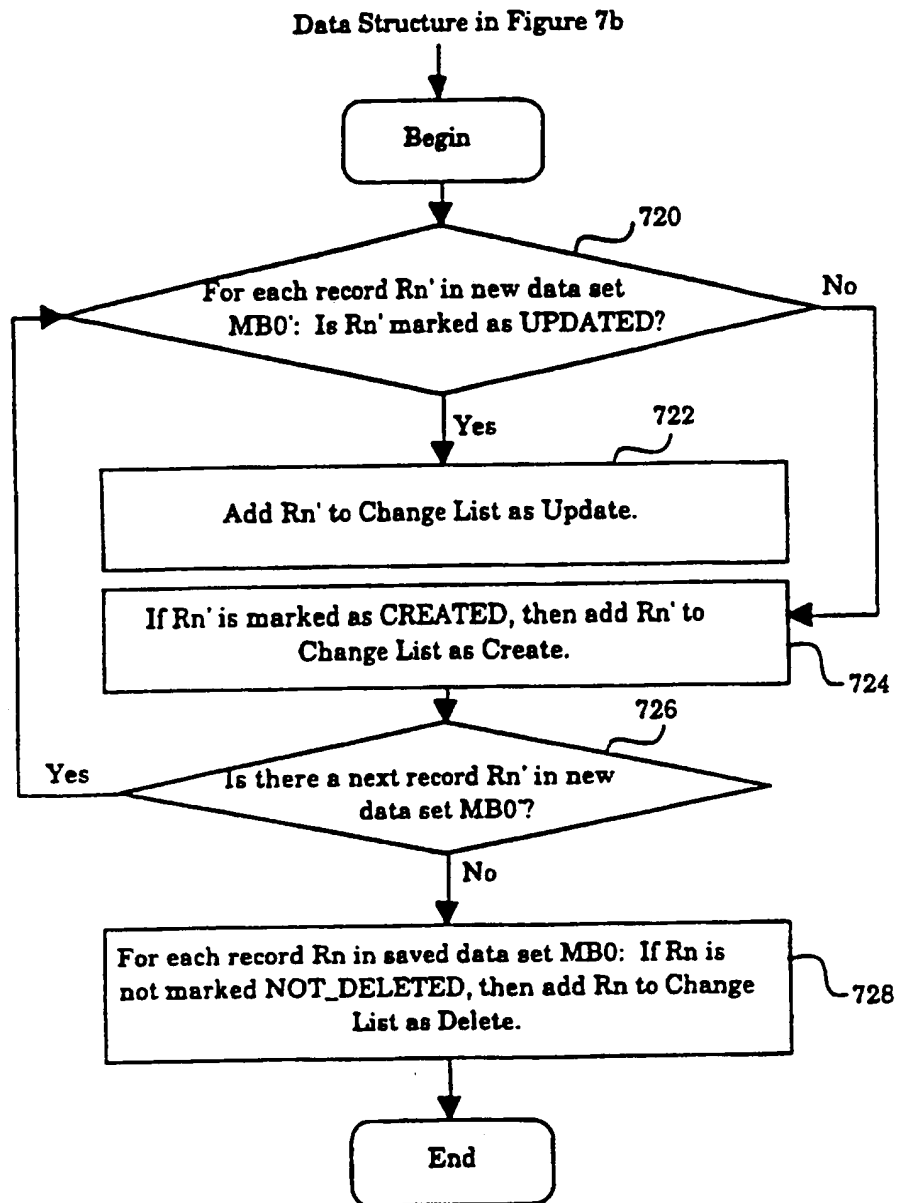 Data Structure in Figure 7b
Begin
720
For each record Rn' in new data set
MB0': Is Rn' marked as UPDATED?
No
Yes
722
Add Rn' to Change List as Update.
If Rn' is marked as CREATED, then add Rn' to
Change List as Create.
724
726
Yes
Is there a next record Rn' in new
data set MB0'?
No
For each record Rn in saved data set MB0: If Rn is
not marked NOT_DELETED, then add Rn to Change
List as Delete.
728
End